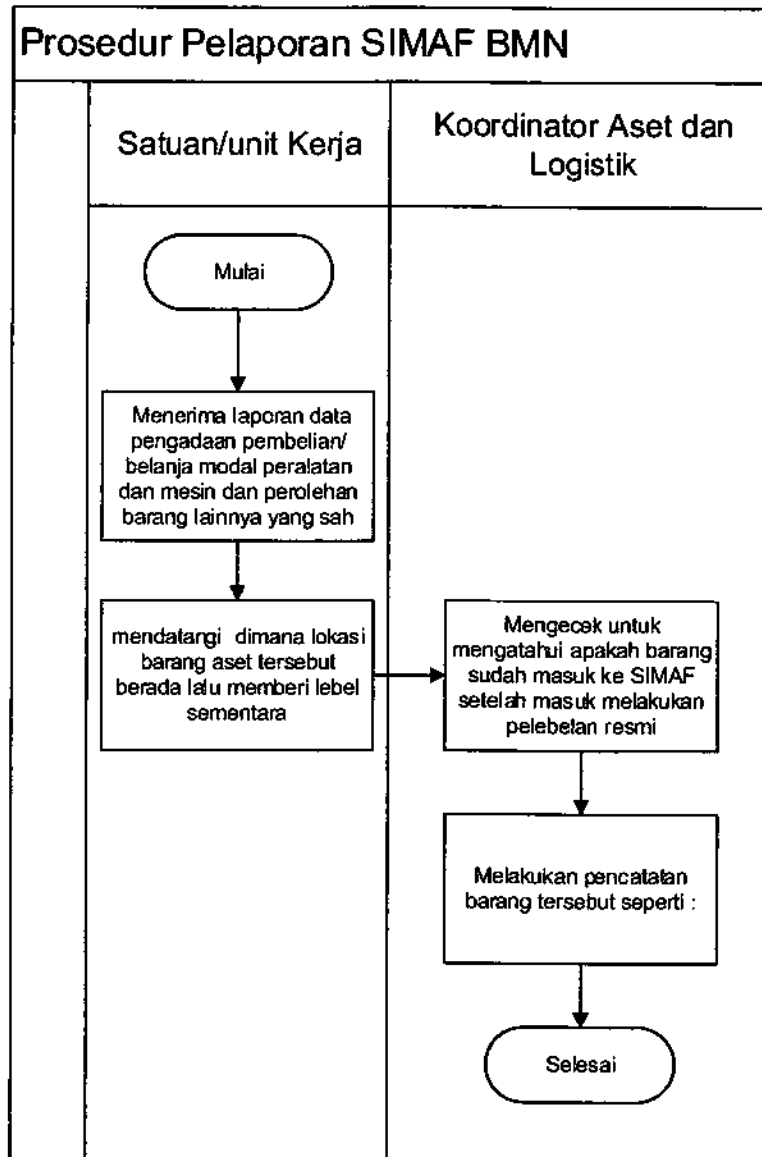 Prosedur Pelaporan SIMAF BMN
Satuan/unit Kerja
Koordinator Aset dan
Logistik
Mulai
Menerima laporan data
pengadaan pembelian/
belanja modal peralatan
dan mesin dan perolehan
barang lainnya yang sah
mendatangi dimana lokasi
barang aset tersebut
berada lalu memberi lebel
sementara
Mengecek untuk
mengatahui apakah barang
sudah masuk ke SIMAF
setelah masuk melakukan
pelebelan resmi
Melakukan pencatatan
barang tersebut seperti :
Selesai